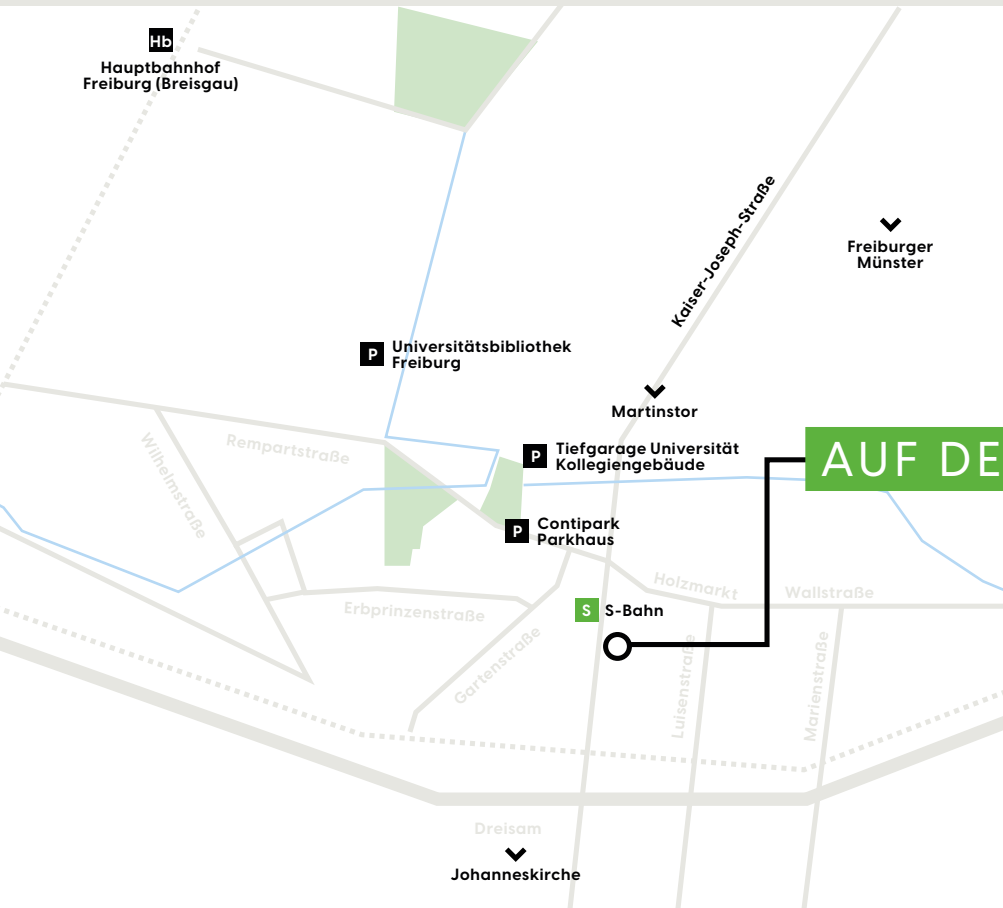 Hb
Hauptbahnhof
Freiburg (Breisgau)
Kaiser-Joseph-Straße
Freiburger
Münster
P
Universitätsbibliothek
Freiburg
Martinstor
Rempartstraße
Wilhelmstraße
P
Tiefgarage Universität
Kollegiengebäude
AUF DE
P
Contipark
Parkhaus
Holzmarkt
Wallstraße
Erbprinzenstraße
S
S-Bahn
Gartenstraße
Luisenstraße
Marienstraße
Dreisam
Johanneskirche